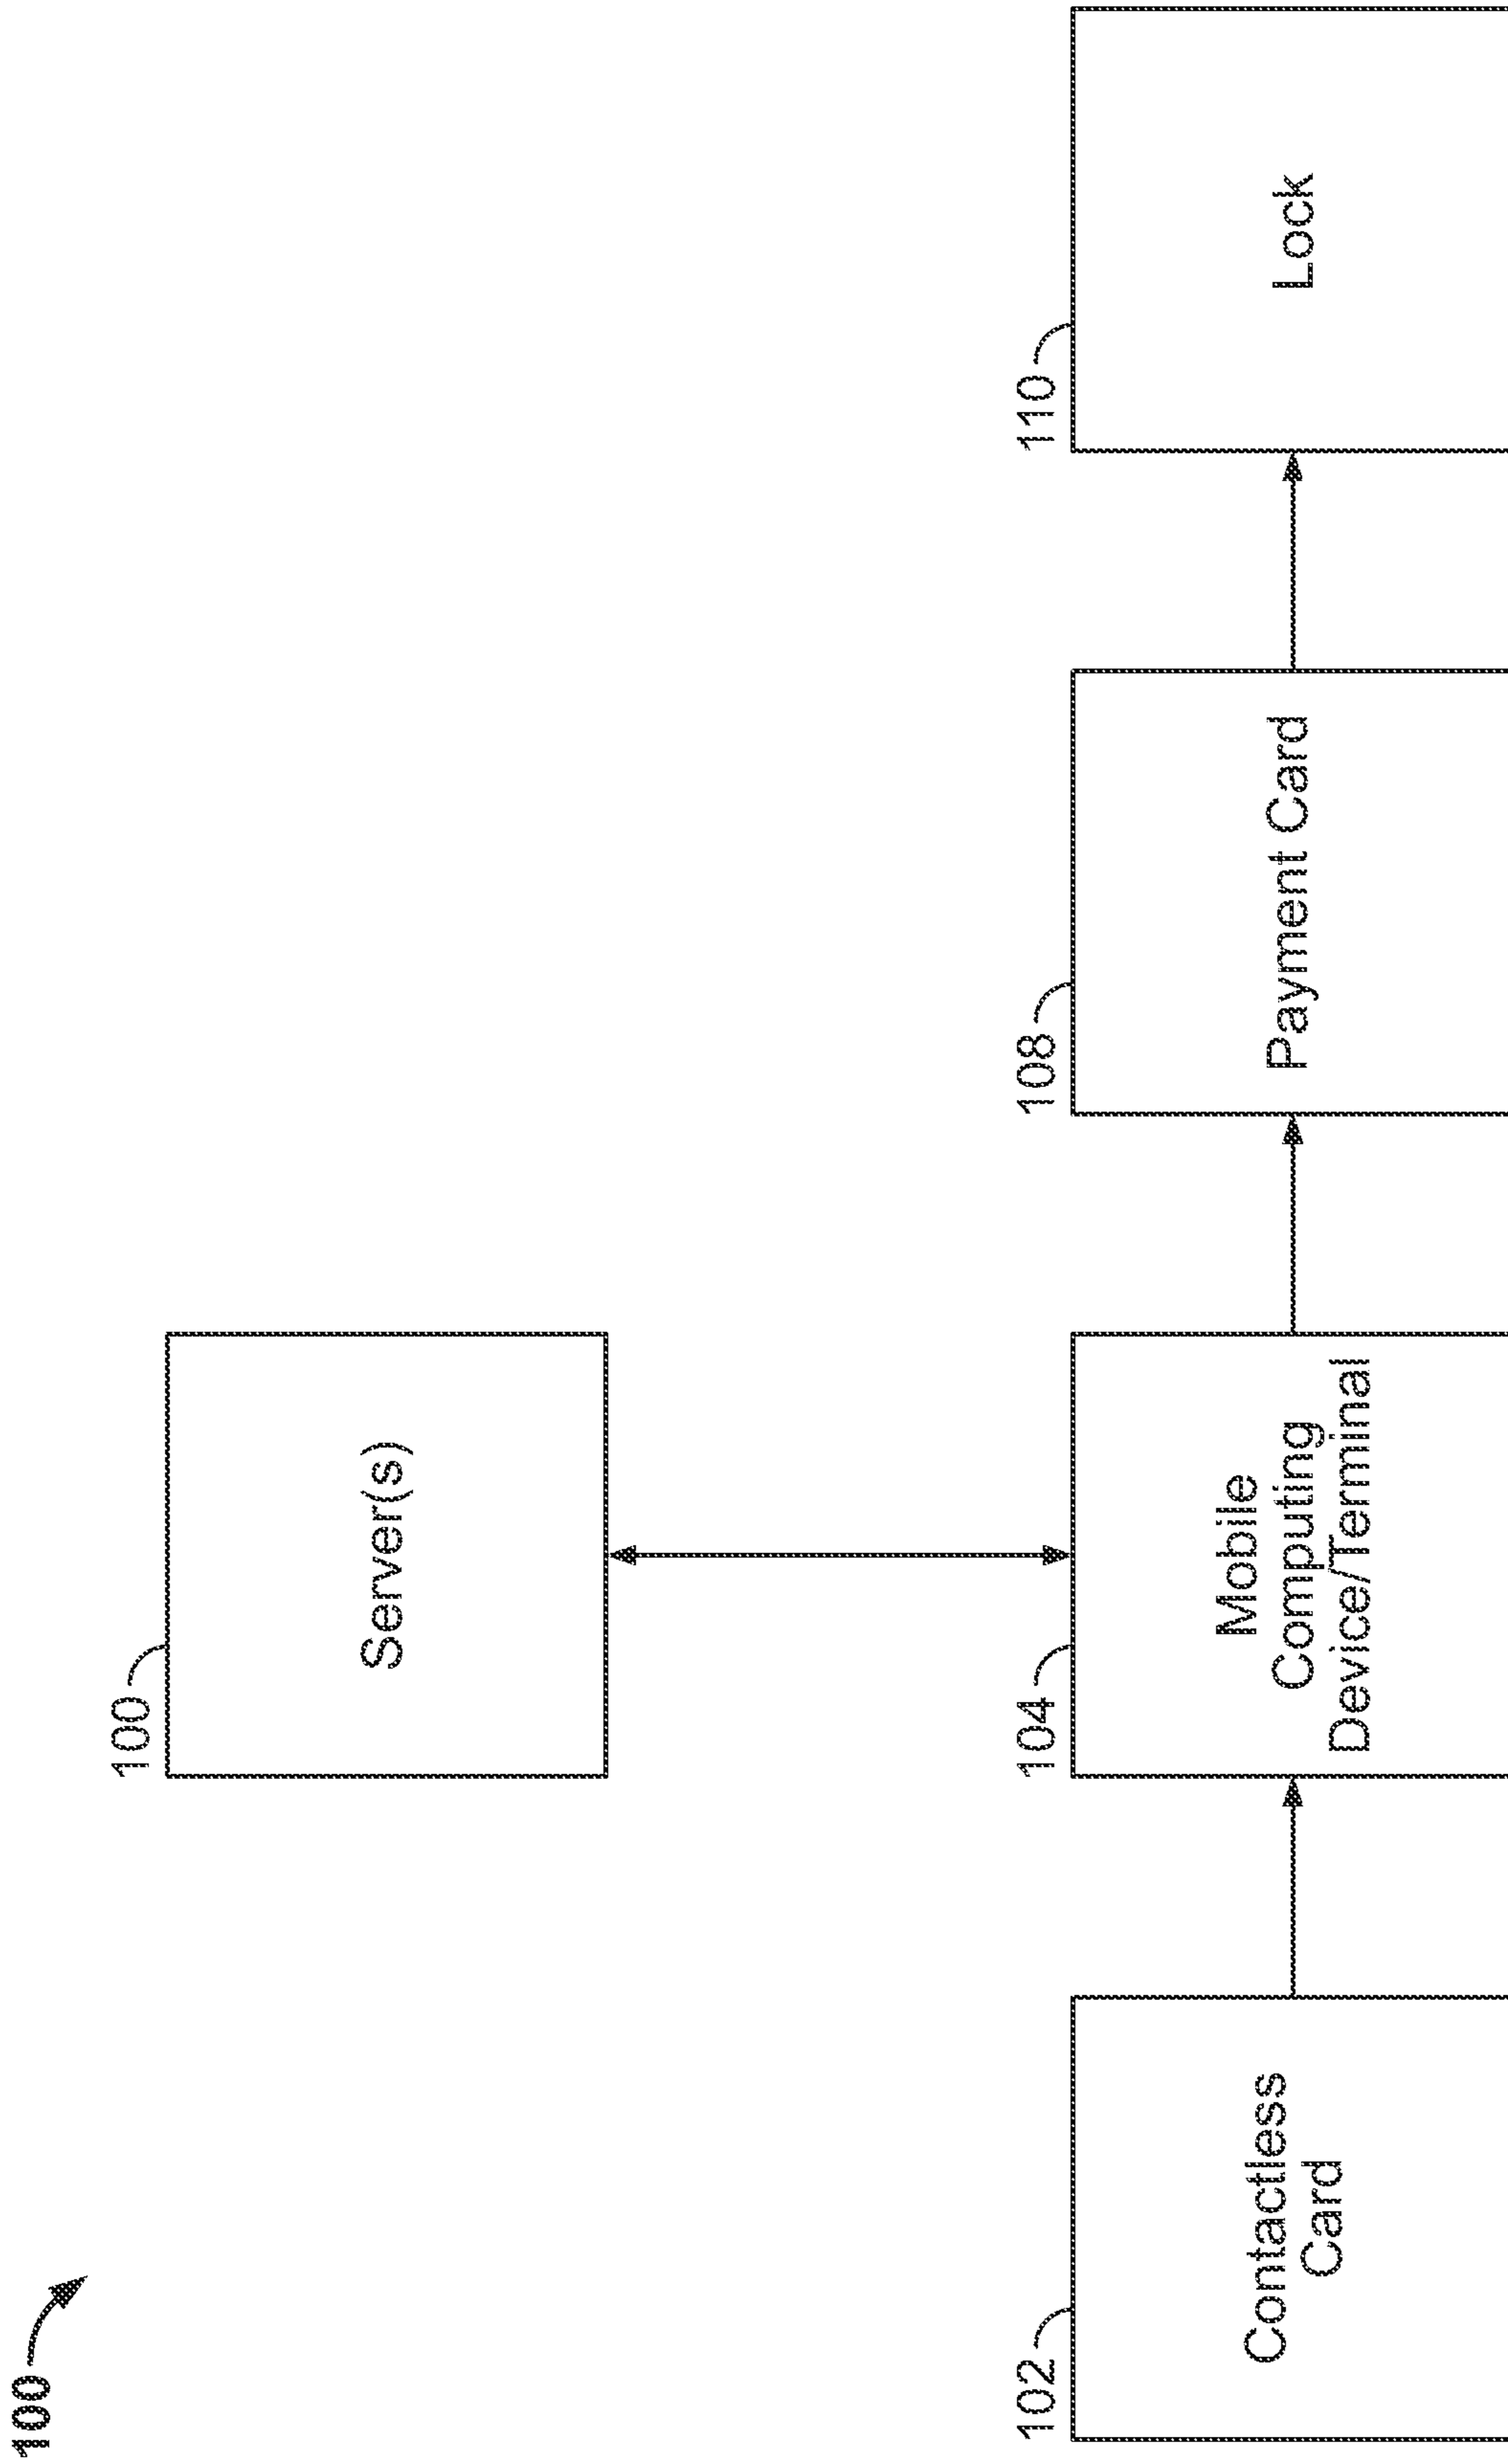 100
100
Server(s)
102
Contactless
Card
104
Mobile
Computing
Device/Terminal
108
Payment Card
110
Lock